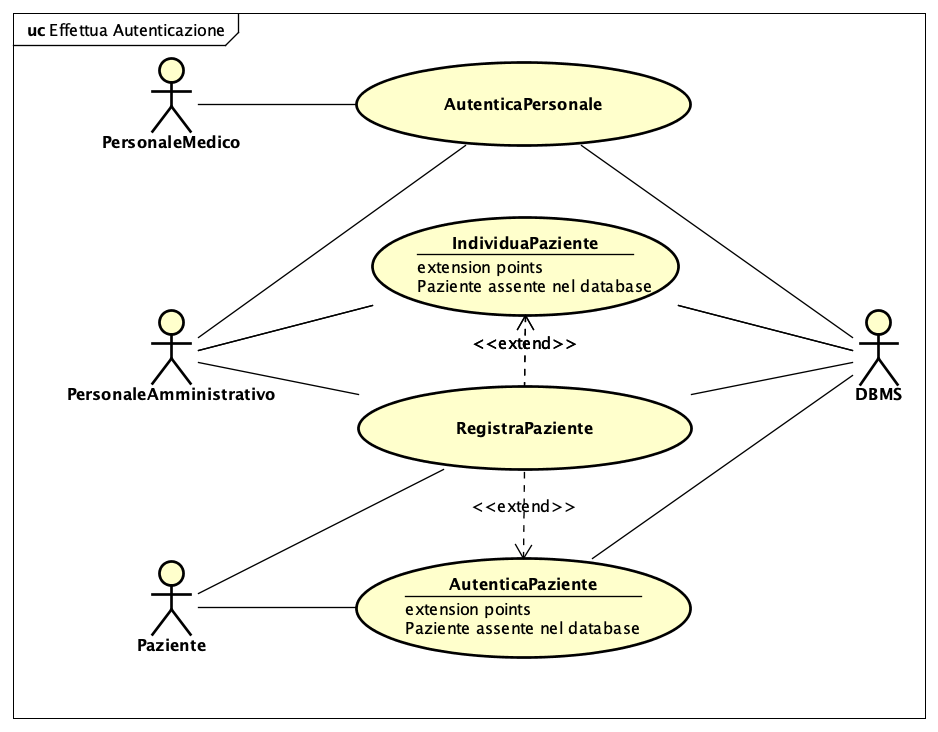 uc Effettua Autenticazione
AutenticaPersonale
PersonaleMedico
IndividuaPaziente
extension points
Paziente assente nel database
<<extend>>
PersonaleAmministrativo
DBMS
RegistraPaziente
<<extend>>
AutenticaPaziente
extension points
Paziente assente nel database
Paziente